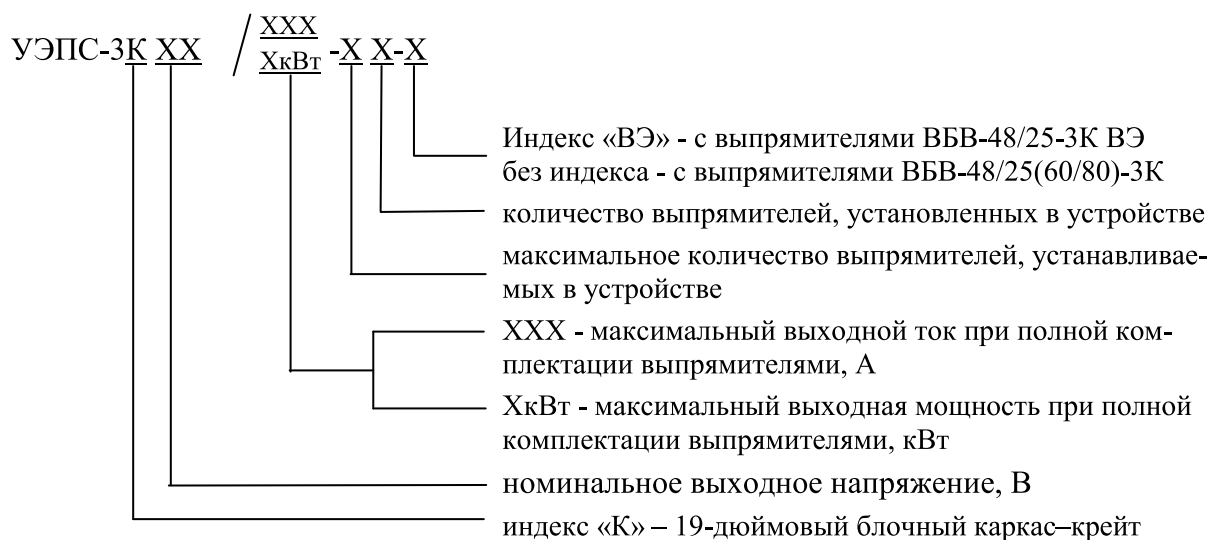 УЭПС-3К ХХ / ХХХ
ХкВт -Х Х-Х
Индекс «ВЭ» - с выпрямителями ВБВ-48/25-3К ВЭ
без индекса - с выпрямителями ВБВ-48/25(60/80)-3К
количество выпрямителей, установленных в устройстве
максимальное количество выпрямителей, устанавливае-
мых в устройстве
ХХХ - максимальный выходной ток при полной ком-
плектации выпрямителями, А
ХкВт - максимальный выходная мощность при полной
комплектации выпрямителями, кВт
номинальное выходное напряжение, В
индекс «К» – 19-дюймовый блочный каркас–крейт